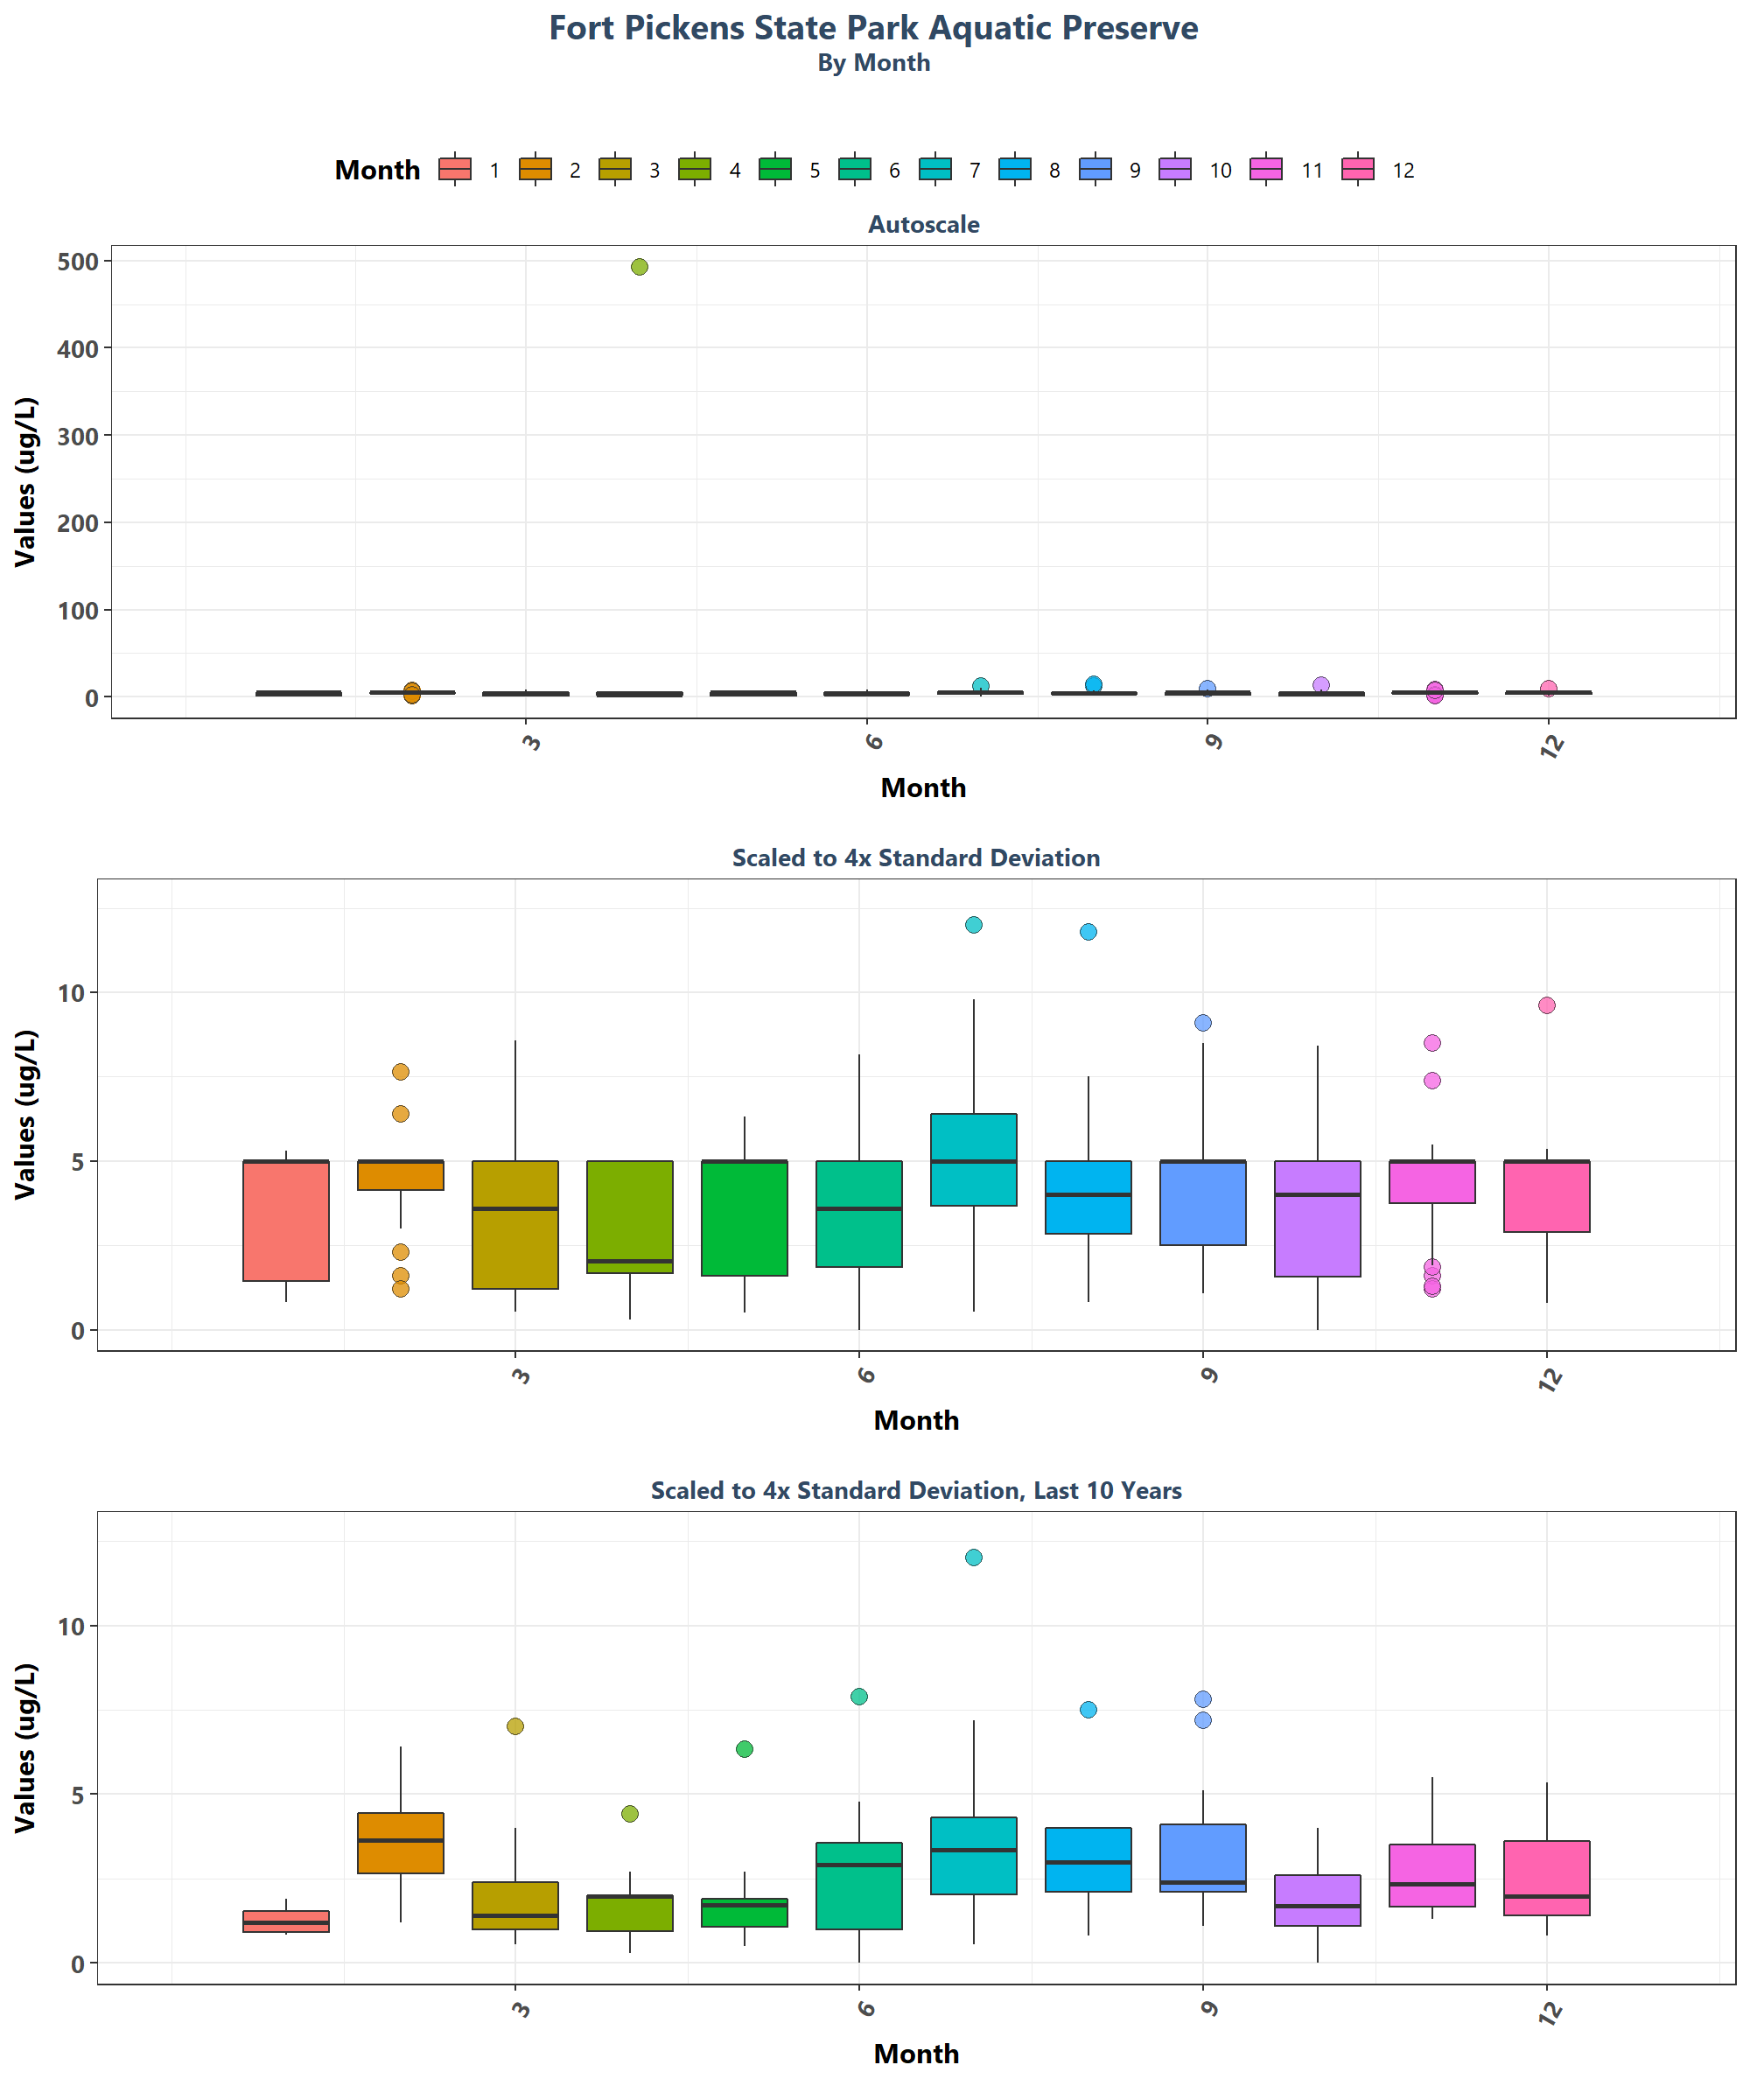 Fort Pickens State Park Aquatic Preserve
By Month
Month 1 2 3 4 5 6 7 8 9 10 11 12
Autoscale
Values (ug/L)
500
400
300
200
100
0
3 6 9 12
Month
Scaled to 4x Standard Deviation
Values (ug/L)
10
5
0
3 6 9 12
Month
Scaled to 4x Standard Deviation, Last 10 Years
Values (ug/L)
10
5
0
3 6 9 12
Month